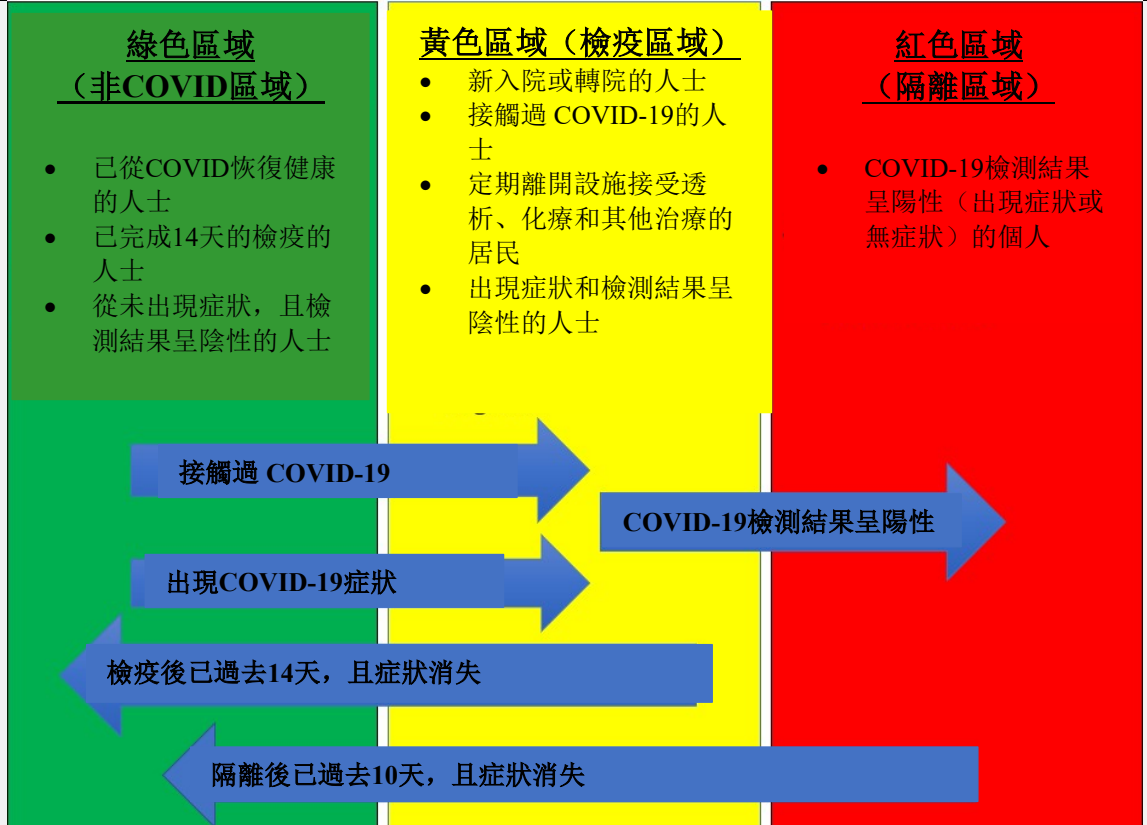 綠色區域
（非COVID區域）
• 已從COVID恢復健康
的人士
• 已完成14天的檢疫的
人士
• 從未出現症狀，且檢
測結果呈陰性的人士
黃色區域（檢疫區域）
• 新入院或轉院的人士
• 接觸過 COVID-19的人
士
• 定期離開設施接受透
析、化療和其他治療的
居民
• 出現症狀和檢測結果呈
陰性的人士
紅色區域
（隔離區域）
• COVID-19檢測結果
呈陽性（出現症狀或
無症狀）的個人
接觸過 COVID-19
COVID-19檢測結果呈陽性
出現COVID-19症狀
檢疫後已過去14天，且症狀消失
隔離後已過去10天，且症狀消失